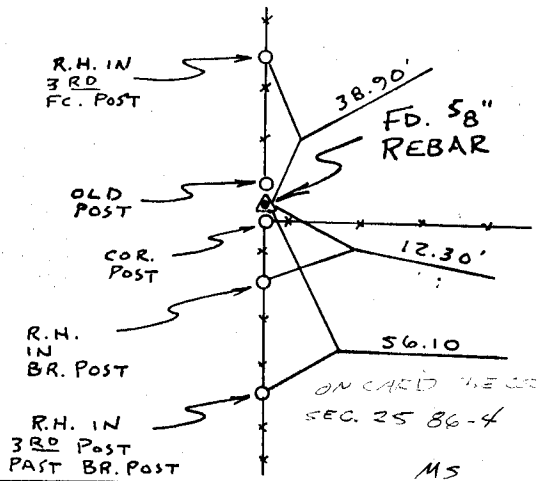 R.H. IN
3RD
FC. POST
38.90'
FD. 5/8"
REBAR
OLD
POST
COR.
POST
12.30'
R.H.
IN
BR. POST
56.10
ON CARD
SEC. 25 86-4
R.H. IN
3RD POST
PAST BR. POST
MS